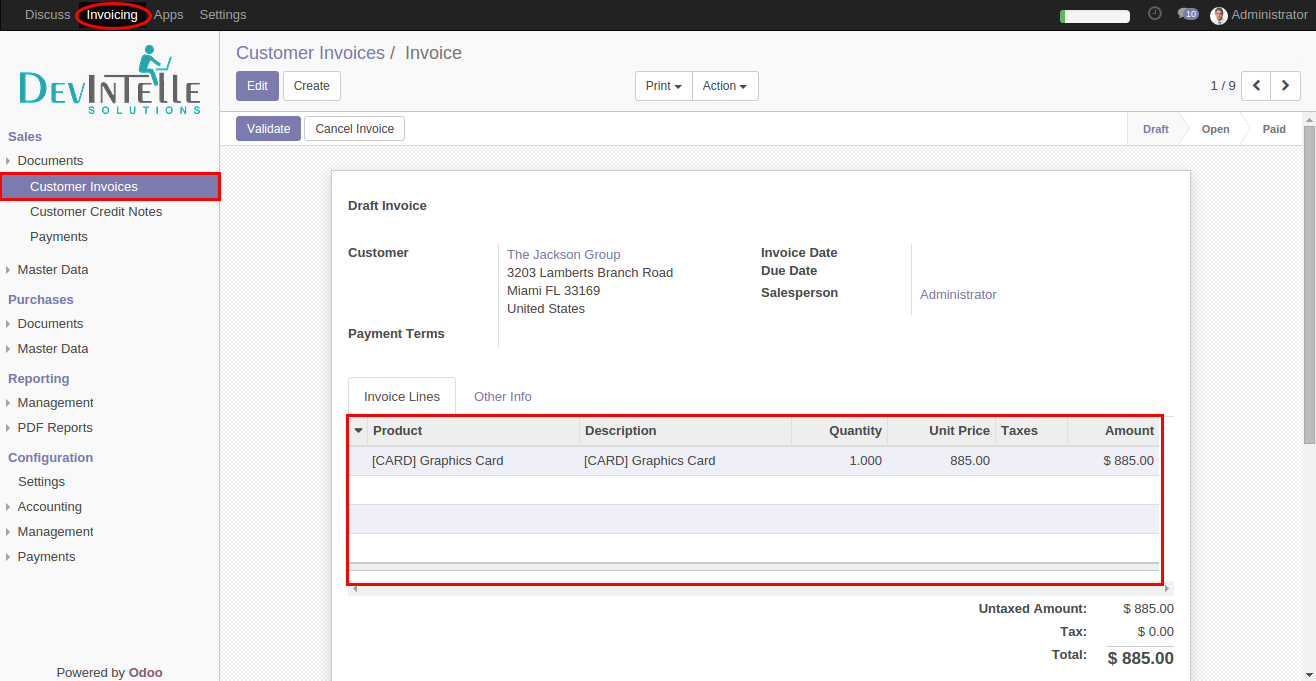 Discuss Invoicing Apps Settings 10 Administrator
DEVINTELLE
SOLUTIONS
Sales
Documents
Customer Invoices
Customer Credit Notes
Payments
Master Data
Purchases
Documents
Master Data
Reporting
Management
PDF Reports
Configuration
Settings
Accounting
Management
Payments
Powered by Odoo
Customer Invoices / Invoice
Edit Create Print Action 1 / 9
Validate Cancel Invoice Draft Open Paid
Draft Invoice
Customer
The Jackson Group
3203 Lamberts Branch Road
Miami FL 33169
United States
Payment Terms
Invoice Date
Due Date
Salesperson Administrator
Invoice Lines Other Info
Product Description Quantity Unit Price Taxes Amount
[CARD] Graphics Card [CARD] Graphics Card 1.000 885.00 $ 885.00
Untaxed Amount: $ 885.00
Tax: $ 0.00
Total: $ 885.00